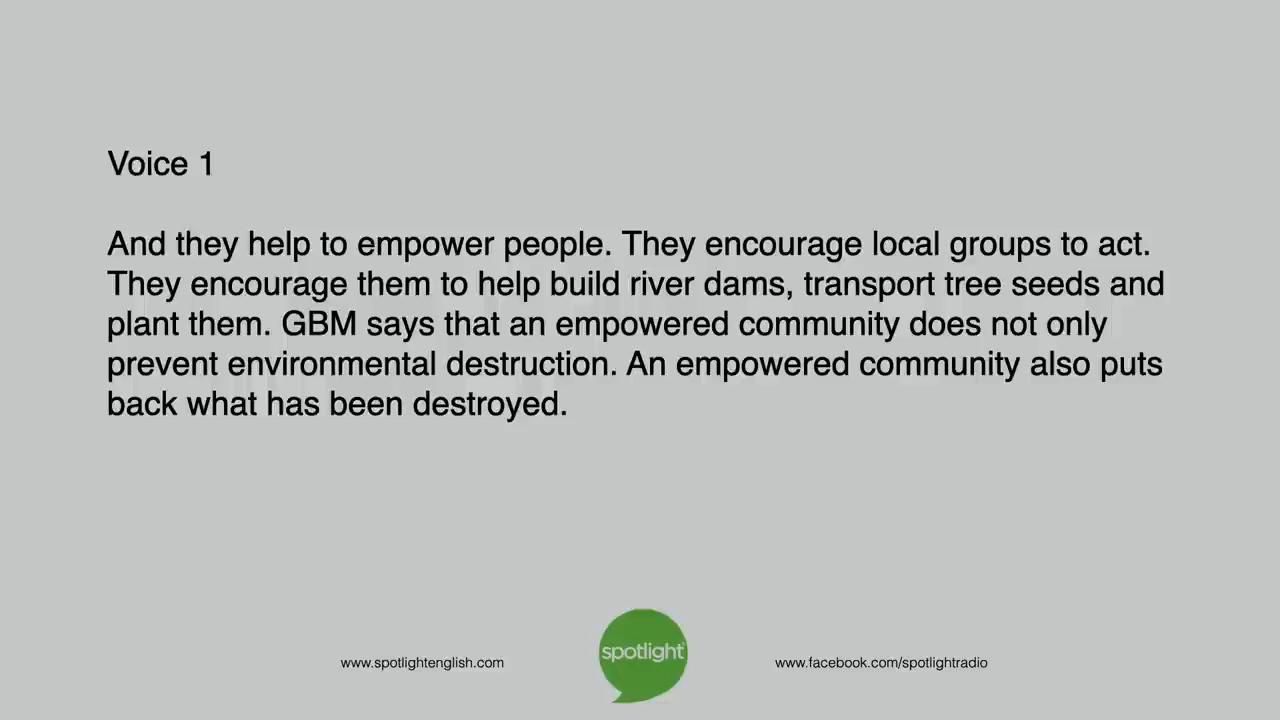 Voice 1
And they help to empower people. They encourage local groups to act.
They encourage them to help build river dams, transport tree seeds and
plant them. GBM says that an empowered community does not only
prevent environmental destruction. An empowered community also puts
back what has been destroyed.
spotlight
www.spotlightenglish.com
www.facebook.com/spotlightradio